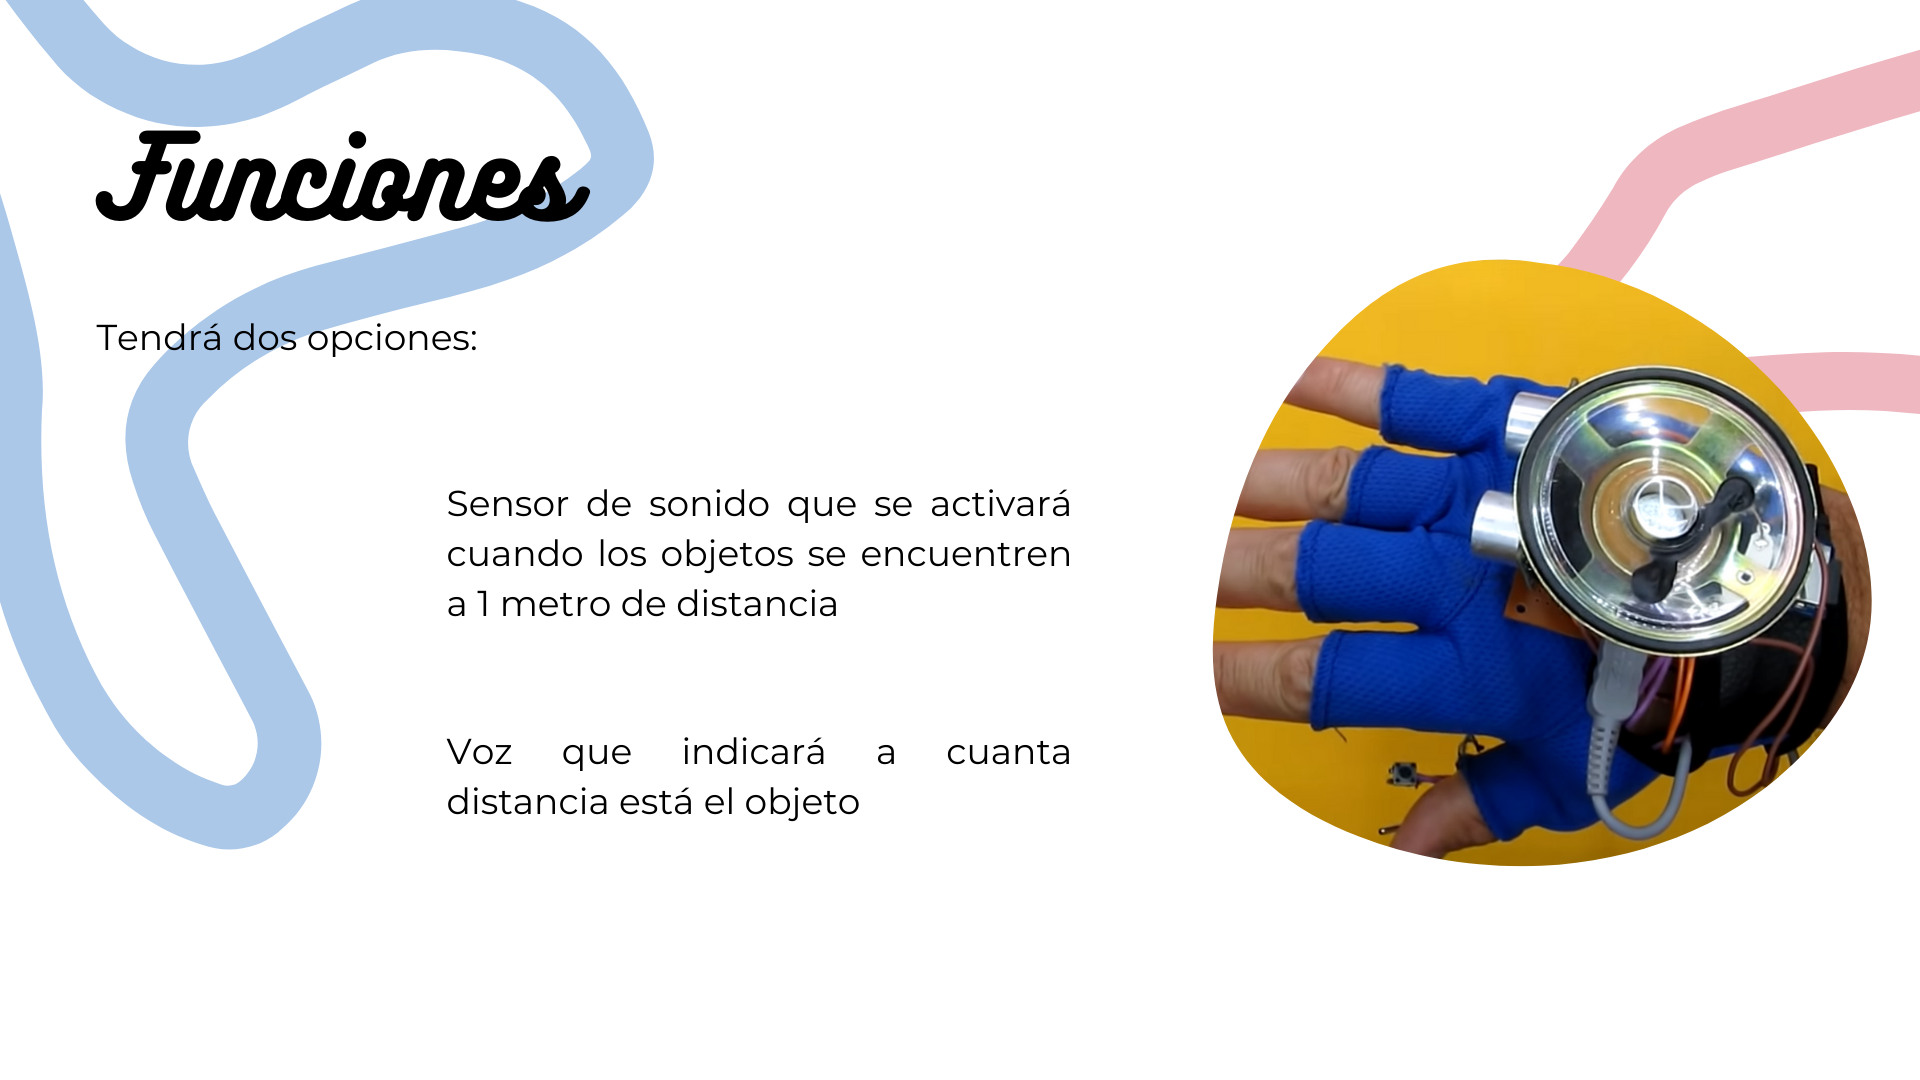 Funciones
Tendrá dos opciones:
Sensor de sonido que se activará
cuando los objetos se encuentren
a 1 metro de distancia
Voz que indicará a cuanta
distancia está el objeto